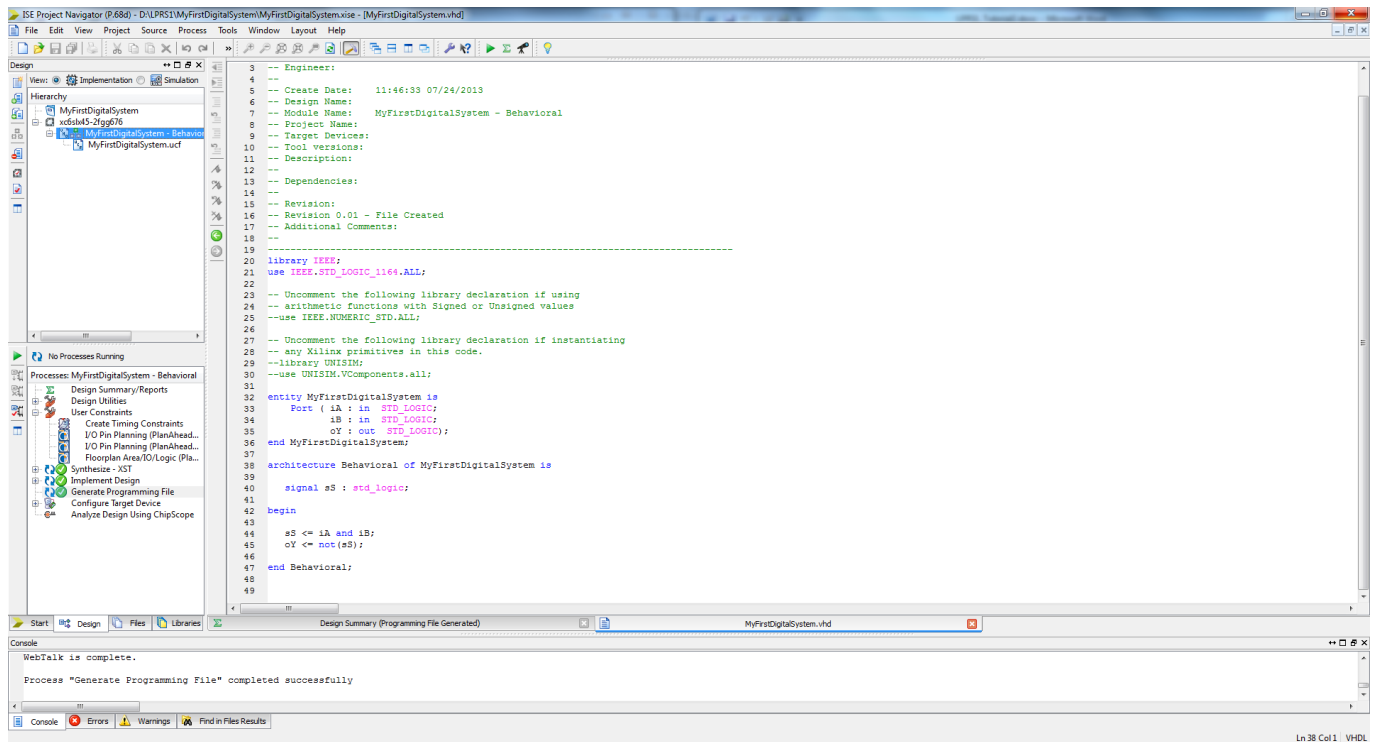 ISE Project Navigator (P.68d) - D:\LPRS1\MyFirstDigitalSystem\MyFirstDigitalSystem.xise - [MyFirstDigitalSystem.vhd]
File Edit View Project Source Process Tools Window Layout Help
Design
View: Implementation Simulation
Hierarchy
MyFirstDigitalSystem
xc6slx45-2fgg676
MyFirstDigitalSystem - Behavior
MyFirstDigitalSystem.ucf
No Processes Running
Processes: MyFirstDigitalSystem - Behavioral
Design Summary/Reports
Design Utilities
User Constraints
Create Timing Constraints
I/O Pin Planning (PlanAhead...
I/O Pin Planning (PlanAhead...
Floorplan Area/IO/Logic (Pla...
Synthesize - XST
Implement Design
Generate Programming File
Configure Target Device
Analyze Design Using ChipScope
Start Design Files Libraries
3 -- Engineer:
4 --
5 -- Create Date: 11:46:33 07/24/2013
6 -- Design Name:
7 -- Module Name: MyFirstDigitalSystem - Behavioral
8 -- Project Name:
9 -- Target Devices:
10 -- Tool versions:
11 -- Description:
12 --
13 -- Dependencies:
14 --
15 -- Revision:
16 -- Revision 0.01 - File Created
17 -- Additional Comments:
18 --
19 ----------------------------------------------------------------------------------
20 library IEEE;
21 use IEEE.STD_LOGIC_1164.ALL;
22
23 -- Uncomment the following library declaration if using
24 -- arithmetic functions with Signed or Unsigned values
25 --use IEEE.NUMERIC_STD.ALL;
26
27 -- Uncomment the following library declaration if instantiating
28 -- any Xilinx primitives in this code.
29 --library UNISIM;
30 --use UNISIM.VComponents.all;
31
32 entity MyFirstDigitalSystem is
33 Port ( iA : in STD_LOGIC;
34 iB : in STD_LOGIC;
35 oY : out STD_LOGIC);
36 end MyFirstDigitalSystem;
37
38 architecture Behavioral of MyFirstDigitalSystem is
39
40 signal sS : std_logic;
41
42 begin
43
44 sS <= iA and iB;
45 oY <= not(sS);
46
47 end Behavioral;
48
49
Design Summary (Programming File Generated)
MyFirstDigitalSystem.vhd
Console
WebTalk is complete.
Process "Generate Programming File" completed successfully
Console Errors Warnings Find in Files Results
Ln 38 Col 1 VHDL